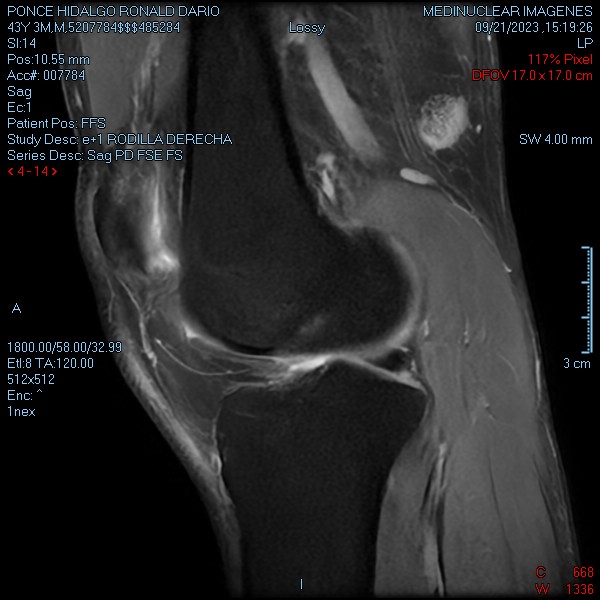 PONCE HIDALGO RONALD DARIO
43Y 3M,M,5207784$$$485284
Sl:14
Pos:10.55 mm
Acc#: 007784
Sag
Ec:1
Patient Pos: FFS
Study Desc: e+1 RODILLA DERECHA
Series Desc: Sag PD FSE FS
< 4 - 14 >
Lossy
MEDINUCLEAR IMAGENES
09/21/2023 ,15:19:26
LP
117% Pixel
DFOV 17.0 x 17.0 cm
SW 4.00 mm
A
3 cm
1800.00/58.00/32.99
Etl:8 TA:120.00
512x512
Enc: ^
1nex
I
C 668
W 1336